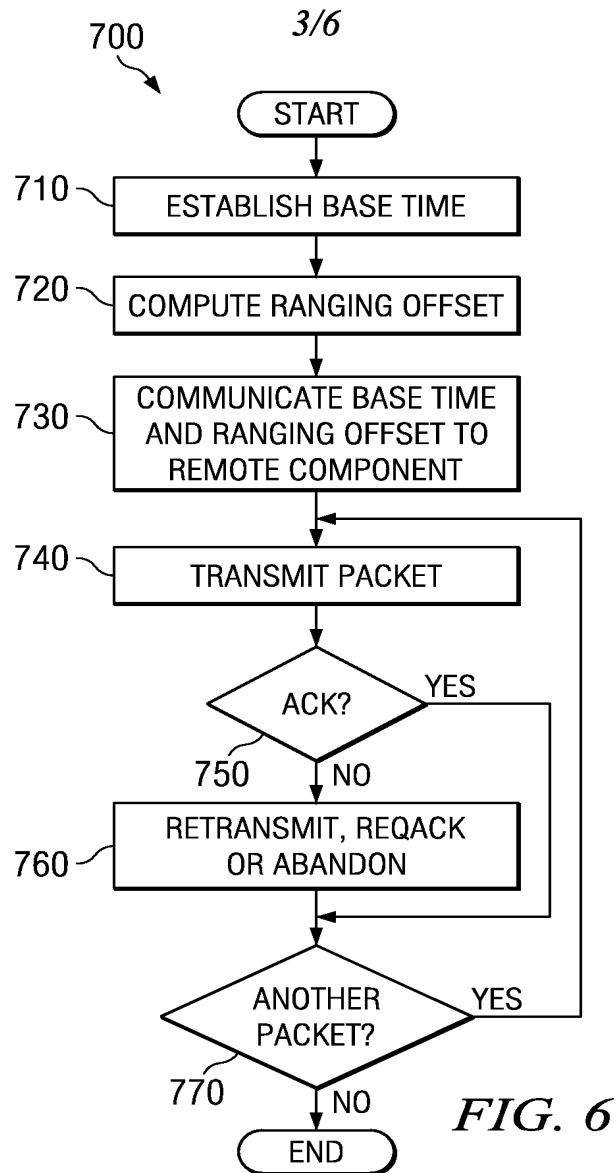 3/6
700
START
710
ESTABLISH BASE TIME
720
COMPUTE RANGING OFFSET
730
COMMUNICATE BASE TIME
AND RANGING OFFSET TO
REMOTE COMPONENT
740
TRANSMIT PACKET
ACK?
YES
750
NO
760
RETRANSMIT, REQACK
OR ABANDON
ANOTHER
PACKET?
YES
770
NO
END
FIG. 6